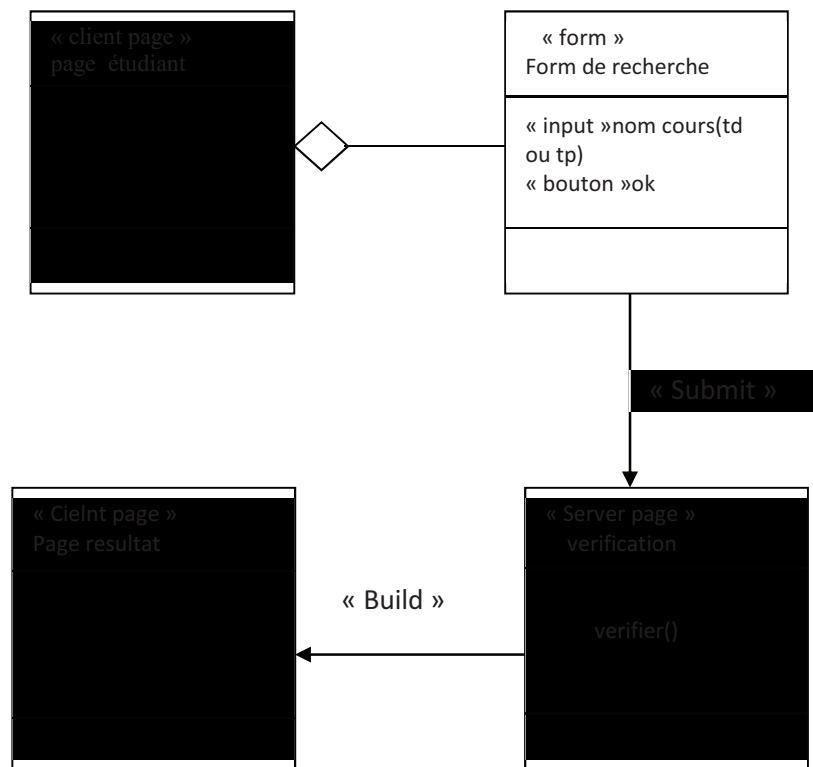 « client page »
page étudiant
« form »
Form de recherche
« input »nom cours(td
ou tp)
« bouton »ok
« Submit »
« Cielnt page »
Page resultat
« Build »
« Server page »
verification
verifier()